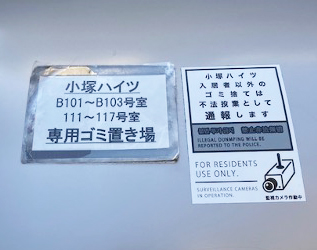 小塚ハイツ
B101～B103号室
111～117号室
専用ゴミ置き場
小塚ハイツ
入居者以外の
ゴミ捨ては
不法投棄として
通報します
ILLEGAL DUMPING WILL BE
REPORTED TO THE POLICE.
FOR RESIDENTS
USE ONLY.
SURVEILLANCE CAMERAS
IN OPERATION.
監視カメラ作動中